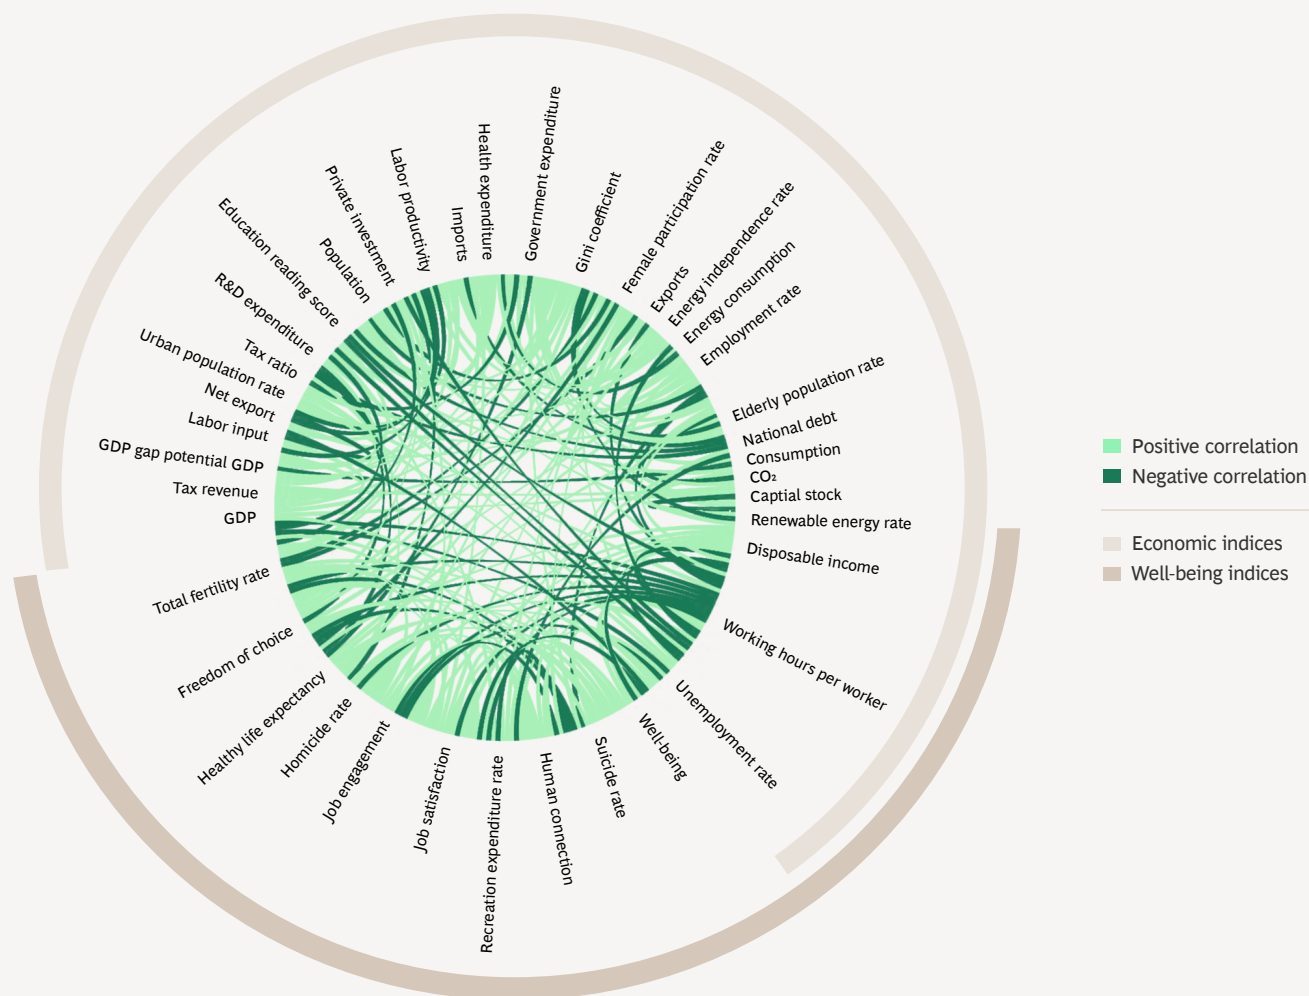 Government expenditure
Gini coefficient
Female participation rate
Exports
Energy independence rate
Energy consumption
Employment rate
Elderly population rate
National debt
Consumption
CO₂
Captial stock
Renewable energy rate
Disposable income
Working hours per worker
Unemployment rate
Well-being
Suicide rate
Human connection
Recreation expenditure rate
Job satisfaction
Job engagement
Homicide rate
Healthy life expectancy
Freedom of choice
Total fertility rate
GDP
Tax revenue
GDP gap potential GDP
Labor input
Net export
Urban population rate
Tax ratio
R&D expenditure
Education reading score
Population
Private investment
Labor productivity
Imports
Health expenditure
Positive correlation
Negative correlation
Economic indices
Well-being indices